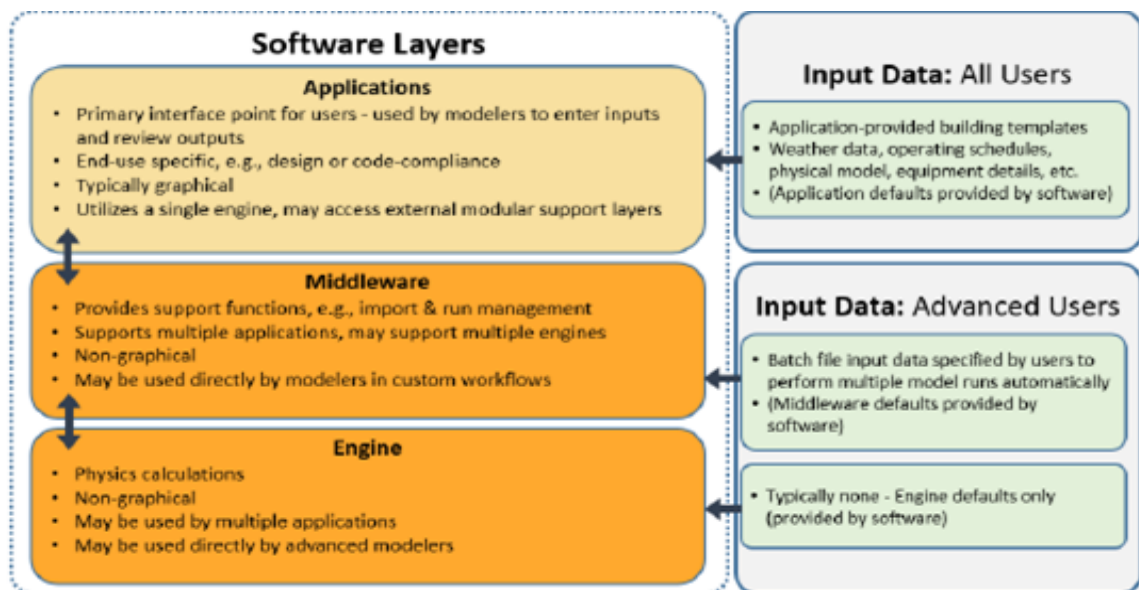 Software Layers
Applications
• Primary interface point for users - used by modelers to enter inputs
and review outputs
• End-use specific, e.g., design or code-compliance
• Typically graphical
• Utilizes a single engine, may access external modular support layers
Middleware
• Provides support functions, e.g., import & run management
• Supports multiple applications, may support multiple engines
• Non-graphical
• May be used directly by modelers in custom workflows
Engine
• Physics calculations
• Non-graphical
• May be used by multiple applications
• May be used directly by advanced modelers
Input Data: All Users
• Application-provided building templates
• Weather data, operating schedules,
physical model, equipment details, etc.
• (Application defaults provided by software)
Input Data: Advanced Users
• Batch file input data specified by users to
perform multiple model runs automatically
• (Middleware defaults provided by
software)
• Typically none - Engine defaults only
(provided by software)